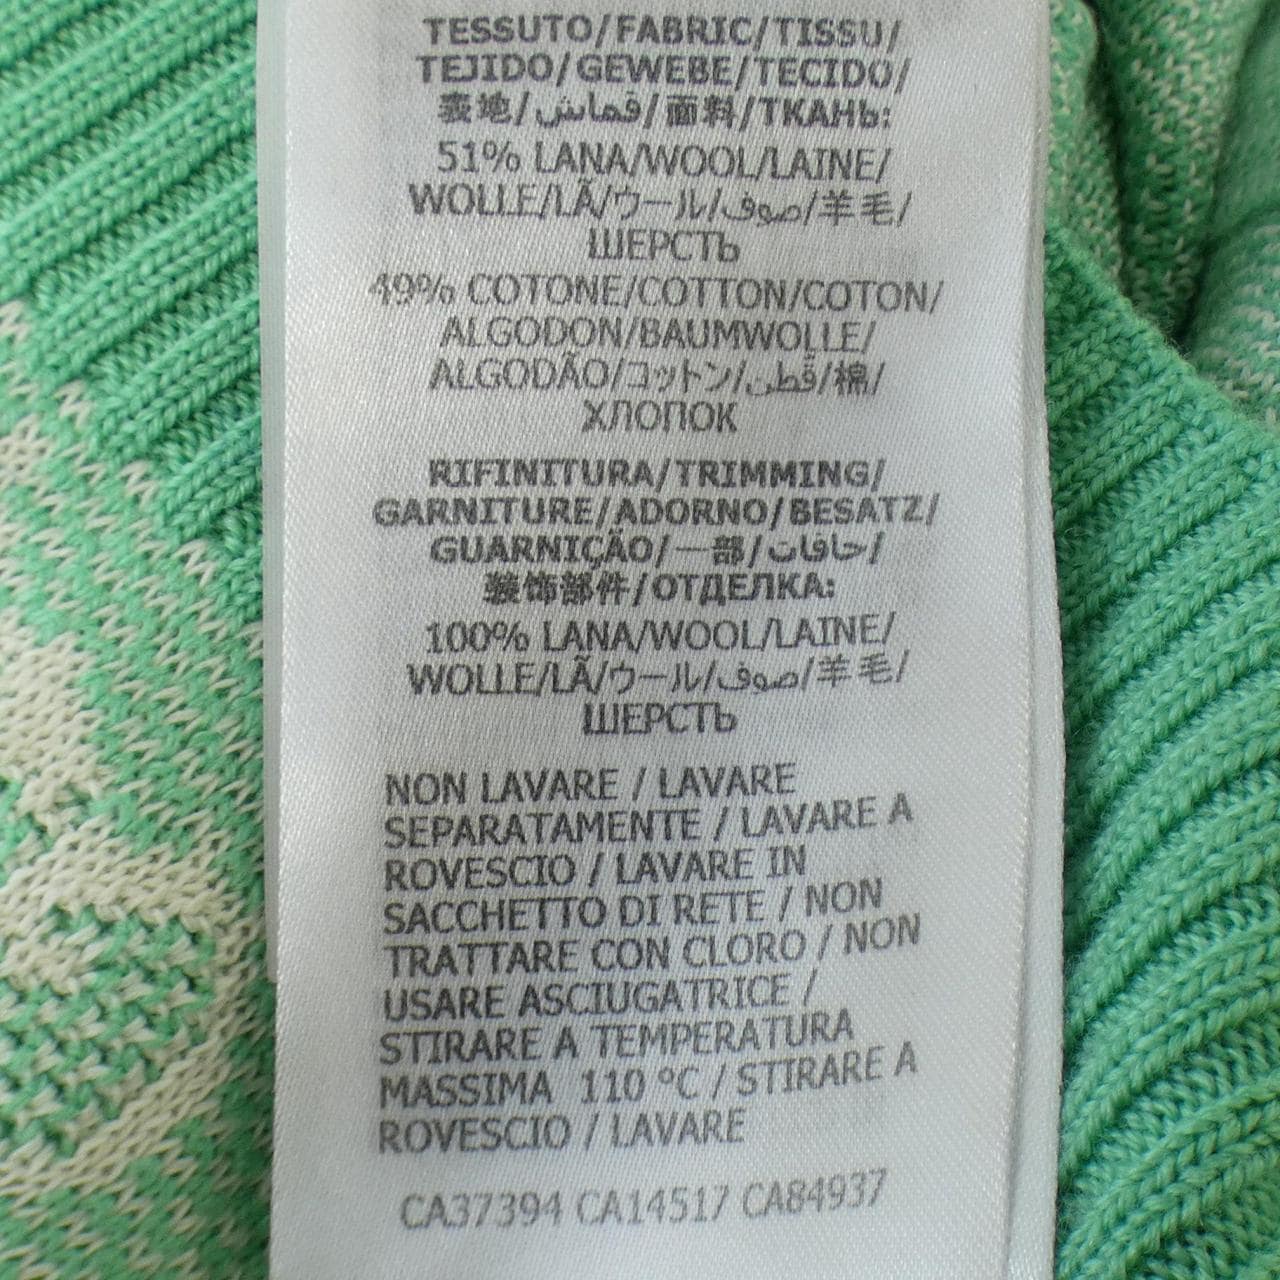 TESSUTO/FABRIC/TISSU/
TEJIDO/GEWEBE/TECIDO/
表地/قماش/面料/ТКАНЬ:
51% LANA/WOOL/LAINE/
WOLLE/LÃ/ウール/صوف/羊毛/
ШЕРСТЬ
49% COTONE/COTTON/COTON/
ALGODON/BAUMWOLLE/
ALGODÃO/コットン/قُطن/棉/
ХЛОПОК
RIFINITURA/TRIMMING/
GARNITURE/ADORNO/BESATZ/
GUARNIÇÃO/一部/حافات/
装饰部件/ОТДЕЛКА:
100% LANA/WOOL/LAINE/
WOLLE/LÃ/ウール/صوف/羊毛/
ШЕРСТЬ
NON LAVARE / LAVARE
SEPARATAMENTE / LAVARE A
ROVESCIO / LAVARE IN
SACCHETTO DI RETE / NON
TRATTARE CON CLORO / NON
USARE ASCIUGATRICE /
STIRARE A TEMPERATURA
MASSIMA 110 °C / STIRARE A
ROVESCIO / LAVARE
CA37394 CA14517 CA84937